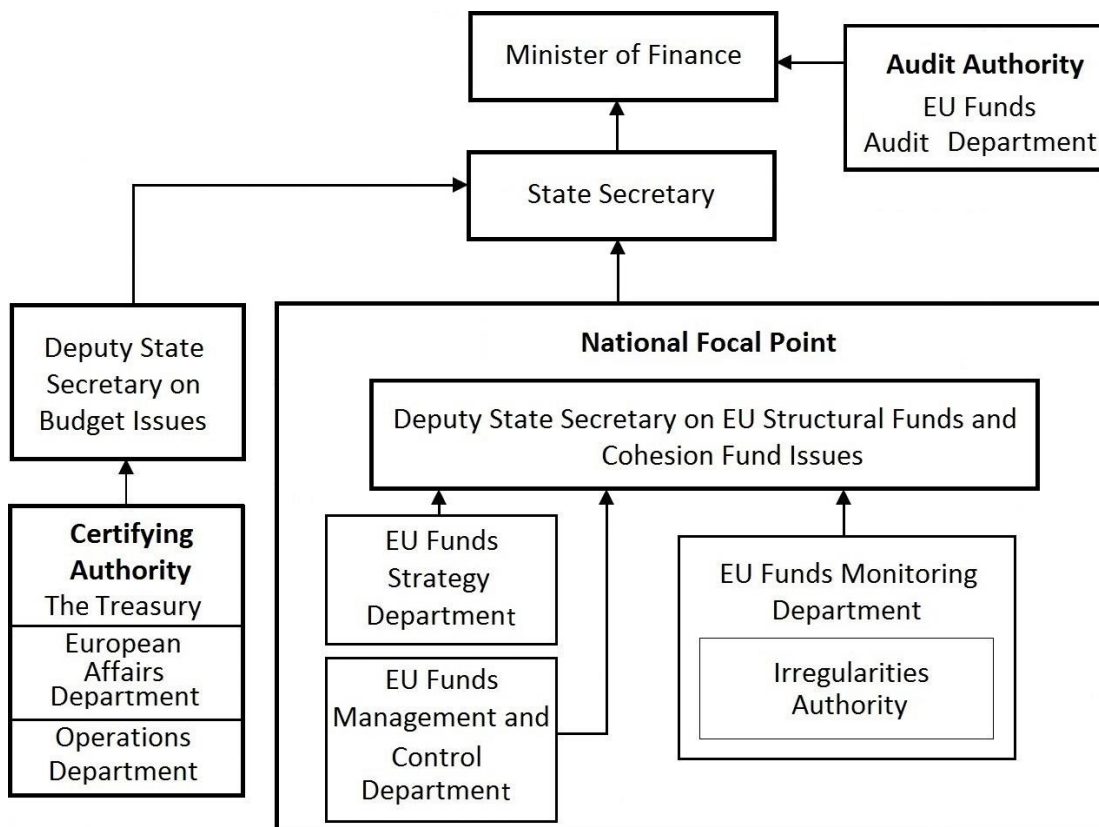 Minister of Finance
Audit Authority
EU Funds
Audit Department
State Secretary
Deputy State
Secretary on
Budget Issues
National Focal Point
Deputy State Secretary on EU Structural Funds and
Cohesion Fund Issues
Certifying
Authority
The Treasury
European
Affairs
Department
Operations
Department
EU Funds
Strategy
Department
EU Funds
Management and
Control
Department
EU Funds Monitoring
Department
Irregularities
Authority